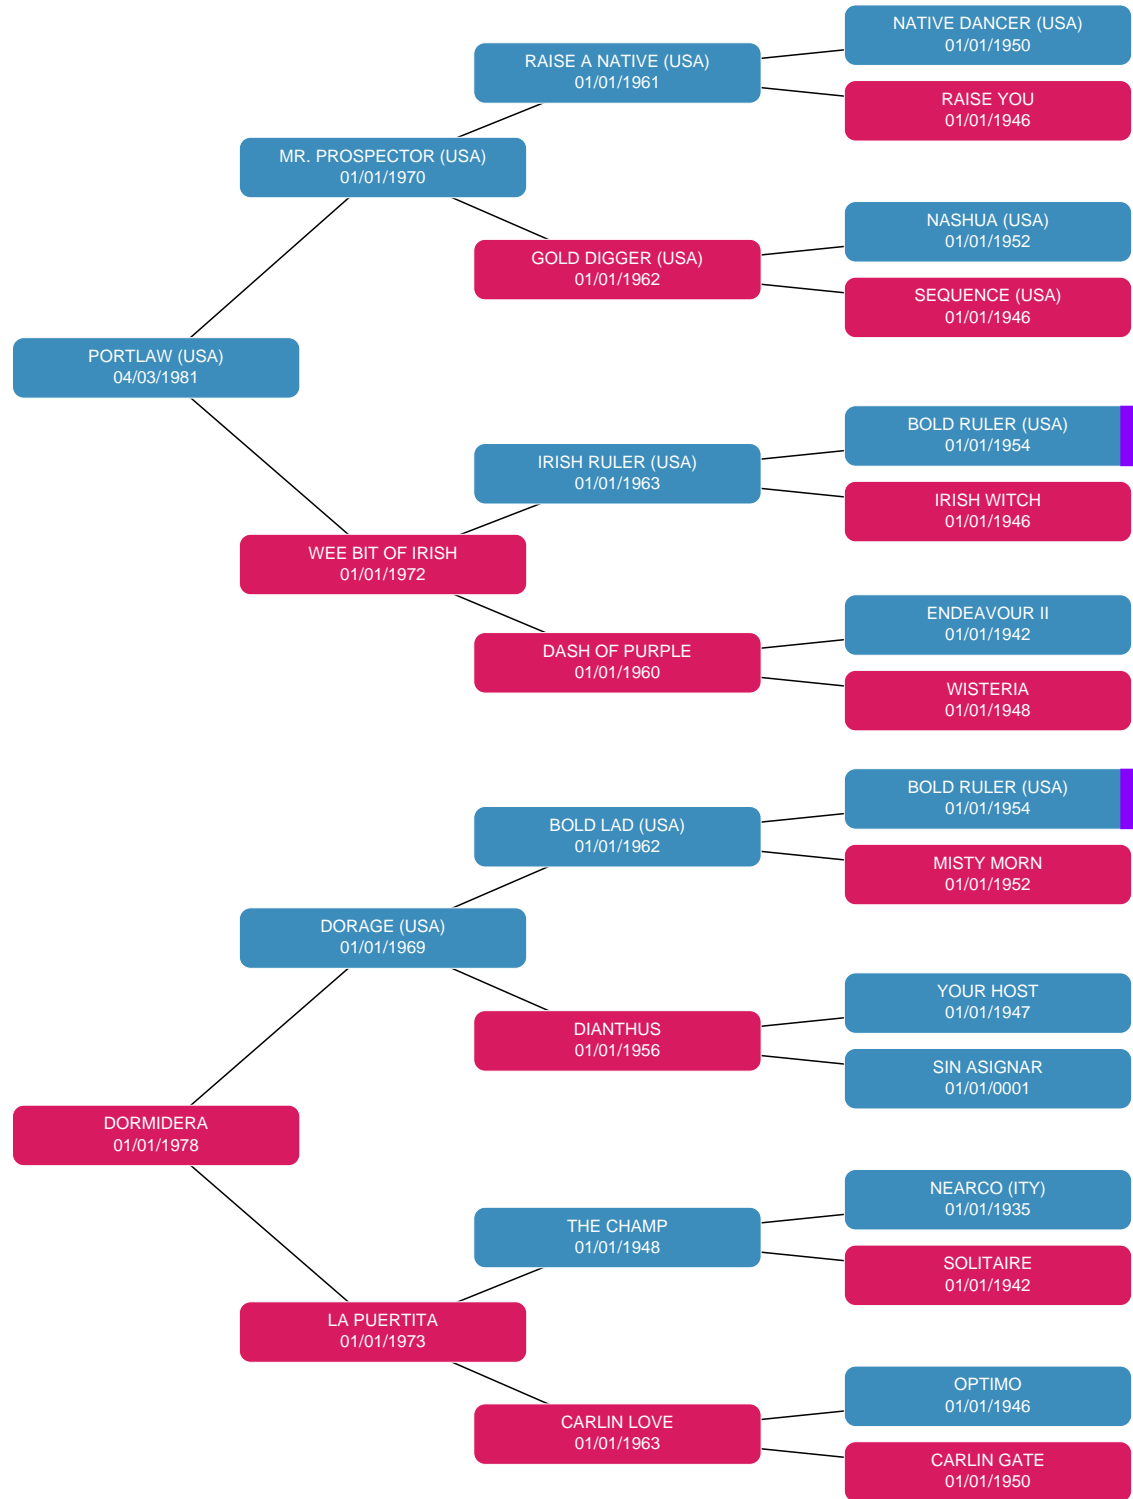 NATIVE DANCER (USA)
01/01/1950
RAISE A NATIVE (USA)
01/01/1961
RAISE YOU
01/01/1946
MR. PROSPECTOR (USA)
01/01/1970
NASHUA (USA)
01/01/1952
GOLD DIGGER (USA)
01/01/1962
SEQUENCE (USA)
01/01/1946
PORTLAW (USA)
04/03/1981
BOLD RULER (USA)
01/01/1954
IRISH RULER (USA)
01/01/1963
IRISH WITCH
01/01/1946
WEE BIT OF IRISH
01/01/1972
ENDEAVOUR II
01/01/1942
DASH OF PURPLE
01/01/1960
WISTERIA
01/01/1948
BOLD RULER (USA)
01/01/1954
BOLD LAD (USA)
01/01/1962
MISTY MORN
01/01/1952
DORAGE (USA)
01/01/1969
YOUR HOST
01/01/1947
DIANTHUS
01/01/1956
SIN ASIGNAR
01/01/0001
DORMIDERA
01/01/1978
NEARCO (ITY)
01/01/1935
THE CHAMP
01/01/1948
SOLITAIRE
01/01/1942
LA PUERTITA
01/01/1973
OPTIMO
01/01/1946
CARLIN LOVE
01/01/1963
CARLIN GATE
01/01/1950